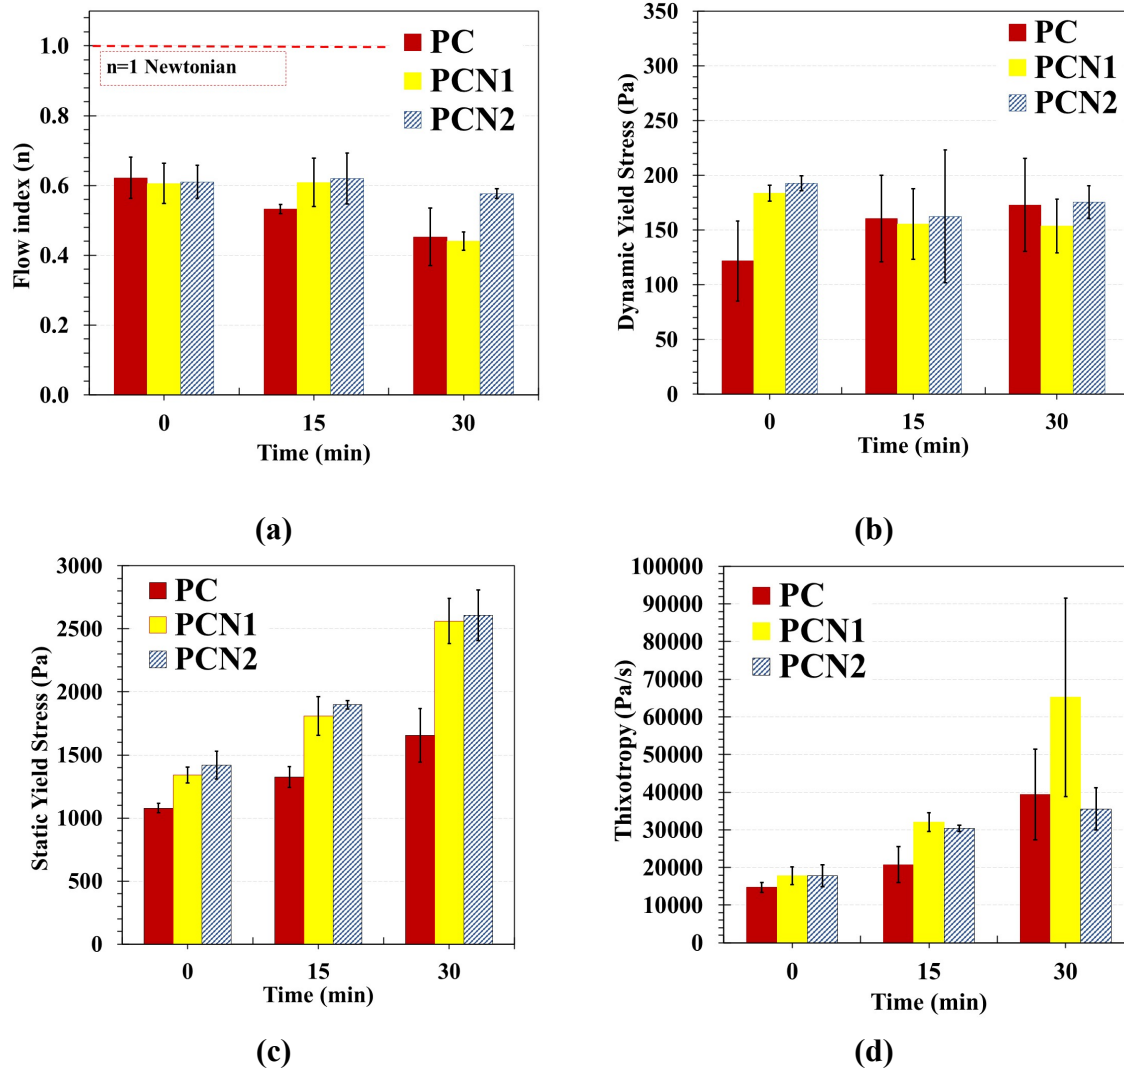 1.0
0.8
0.6
0.4
0.2
0.0
Flow index (n)
n=1 Newtonian
PC
PCN1
PCN2
0 15 30
Time (min)
(a)
350
300
250
200
150
100
50
0
Dynamic Yield Stress (Pa)
PC
PCN1
PCN2
0 15 30
Time (min)
(b)
3000
2500
2000
1500
1000
500
0
Static Yield Stress (Pa)
PC
PCN1
PCN2
0 15 30
Time (min)
(c)
100000
90000
80000
70000
60000
50000
40000
30000
20000
10000
0
Thixotropy (Pa/s)
PC
PCN1
PCN2
0 15 30
Time (min)
(d)